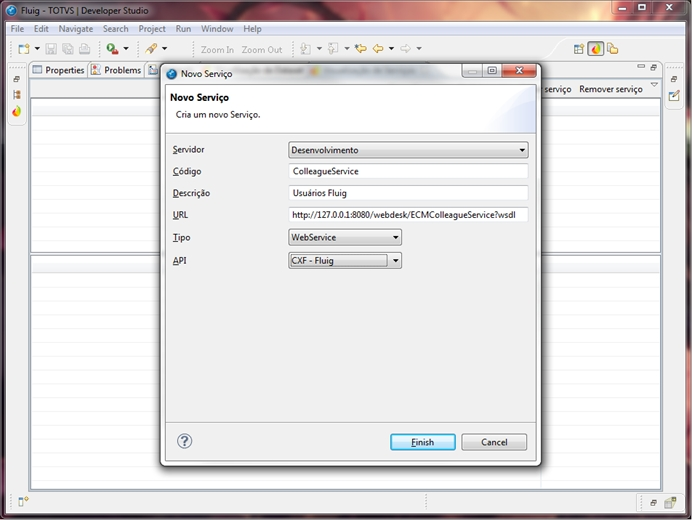 Fluig - TOTVS | Developer Studio
File Edit Navigate Search Project Run Window Help
Zoom In Zoom Out
Properties Problems
serviço Remover serviço
Novo Serviço
Novo Serviço
Cria um novo Serviço.
Servidor Desenvolvimento
Código ColleagueService
Descrição Usuários Fluig
URL http://127.0.0.1:8080/webdesk/ECMColleagueService?wsdl
Tipo WebService
API CXF - Fluig
Finish Cancel